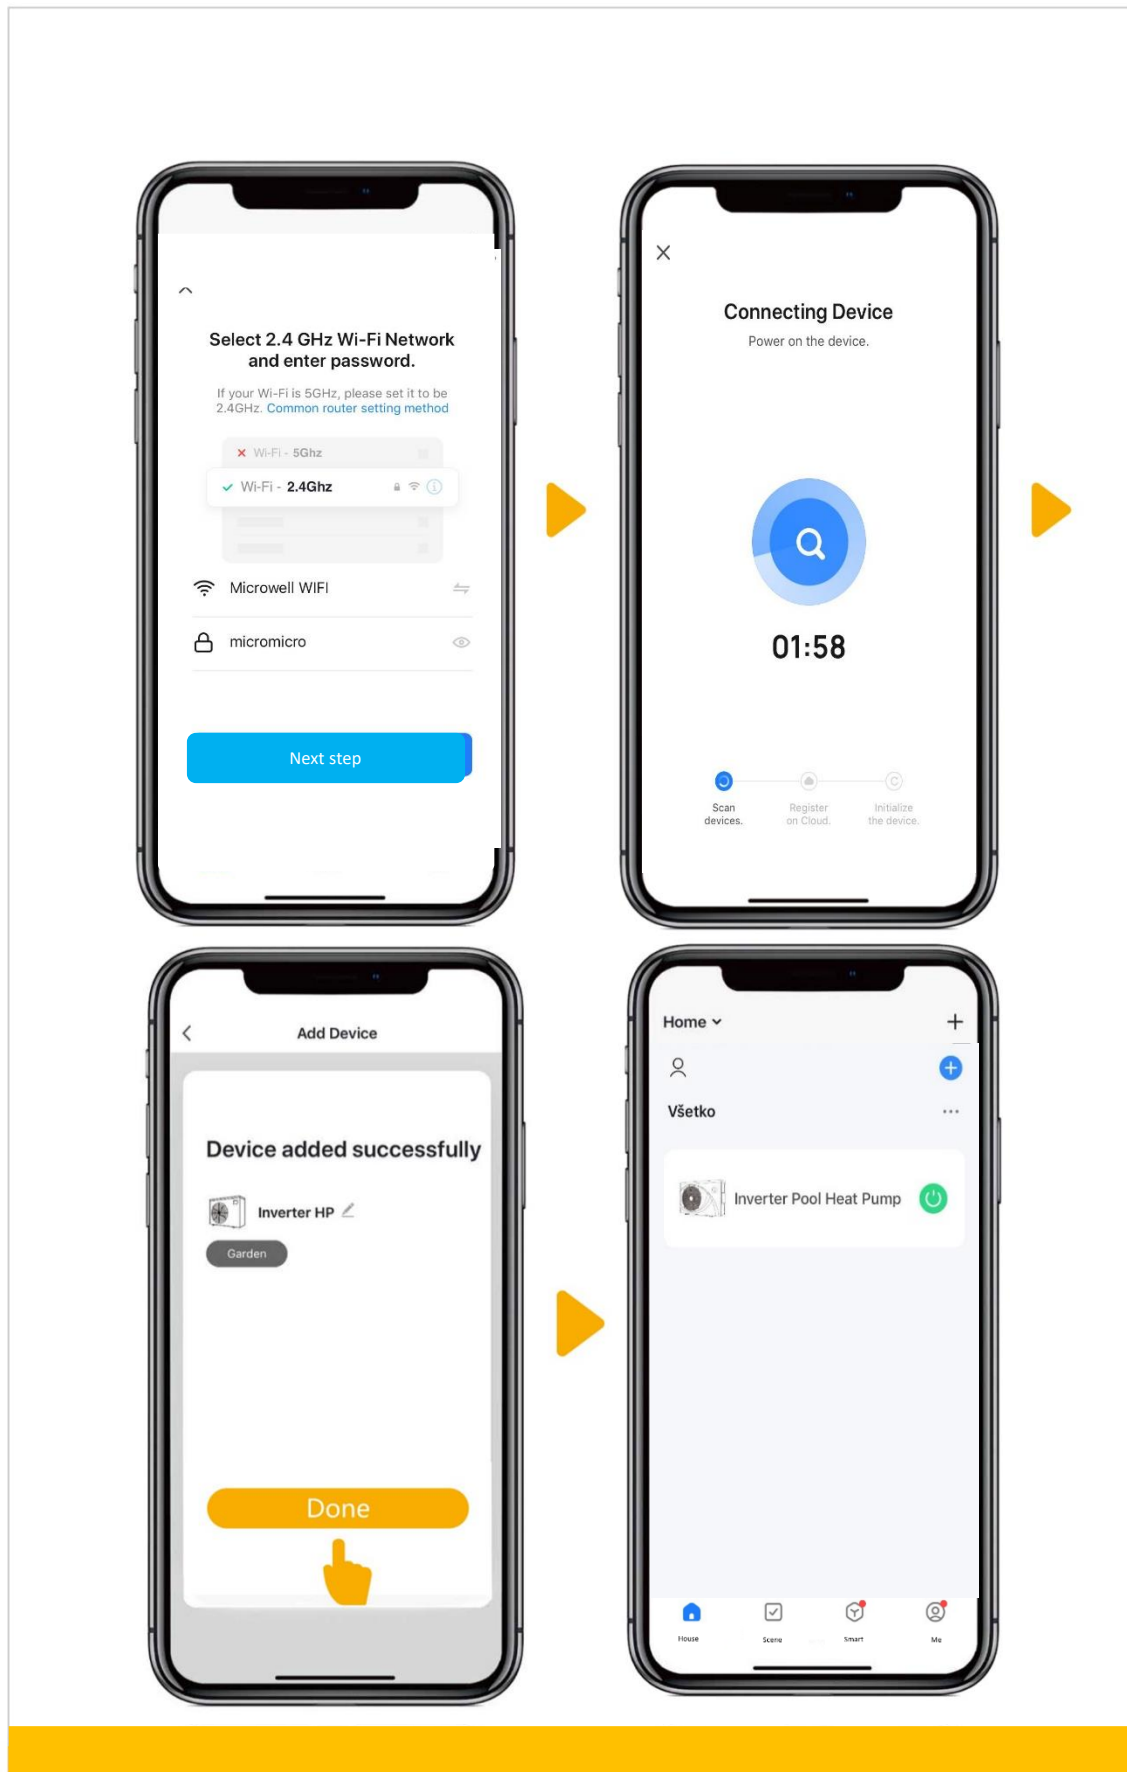 Select 2.4 GHz Wi-Fi Network
and enter password.
If your Wi-Fi is 5GHz, please set it to be
2.4GHz. Common router setting method
Wi-Fi - 5Ghz
Wi-Fi - 2.4Ghz
Microwell WIFI
micromicro
Next step
Connecting Device
Power on the device.
01:58
Scan
devices.
Register
on Cloud.
Initialize
the device.
Add Device
Device added successfully
Inverter HP
Garden
Done
Home
Všetko
Inverter Pool Heat Pump
House
Scene
Smart
Me